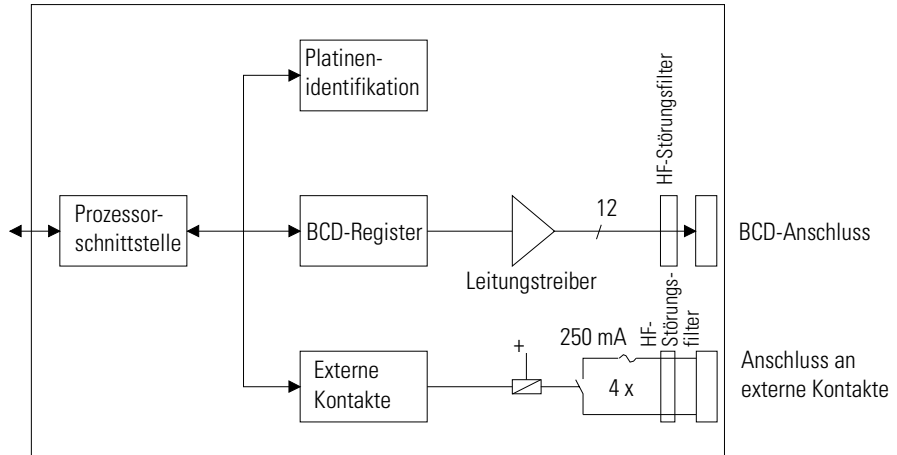 Platinen-
identifikation
HF-Störungsfilter
Prozessor-
schnittstelle
BCD-Register
12
BCD-Anschluss
Leitungstreiber
HF-
Störungs-
filter
250 mA
+
Externe
Kontakte
4 x
Anschluss an
externe Kontakte